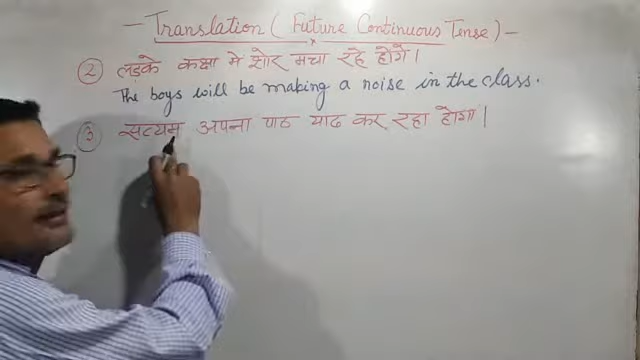 - Translation ( Future Continuous Tense ) -
② लड़के कक्षा मे शोर मचा रहे होंगे।
The boys will be making a noise in the class.
③ सत्यम अपना पाठ याद कर रहा होगा।